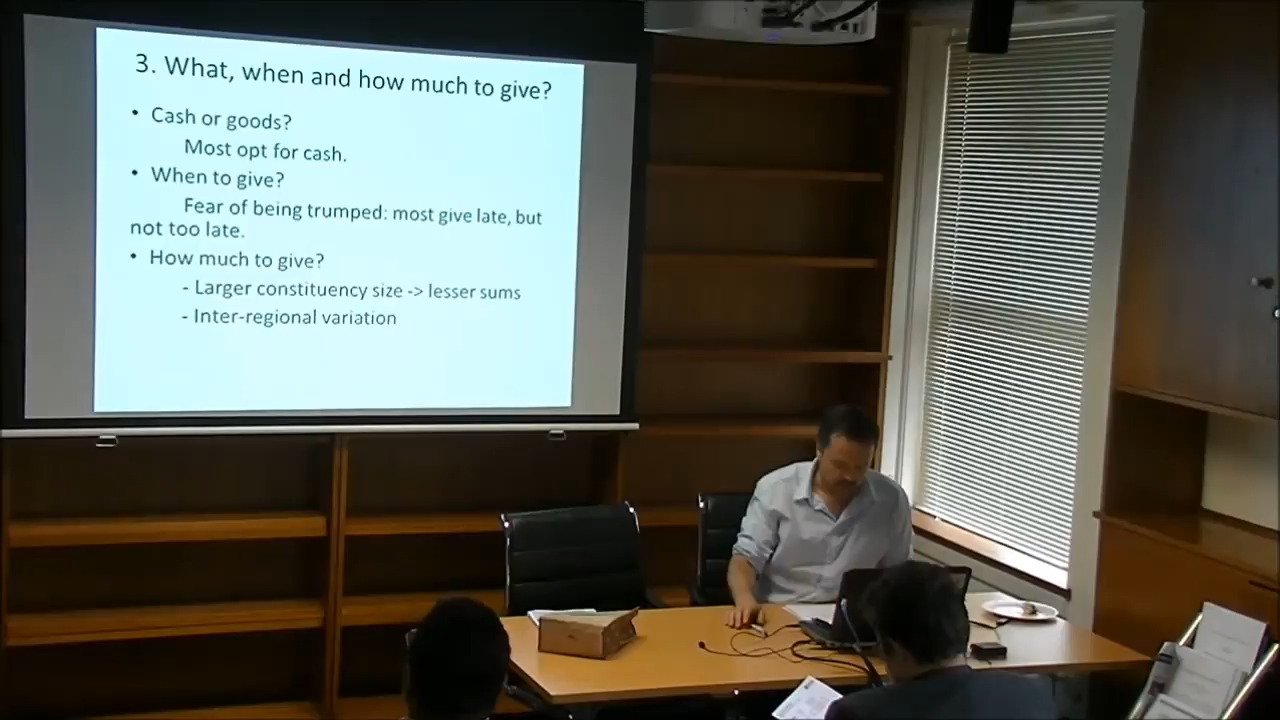 3. What, when and how much to give?
• Cash or goods?
Most opt for cash.
• When to give?
Fear of being trumped: most give late, but
not too late.
• How much to give?
- Larger constituency size -> lesser sums
- Inter-regional variation